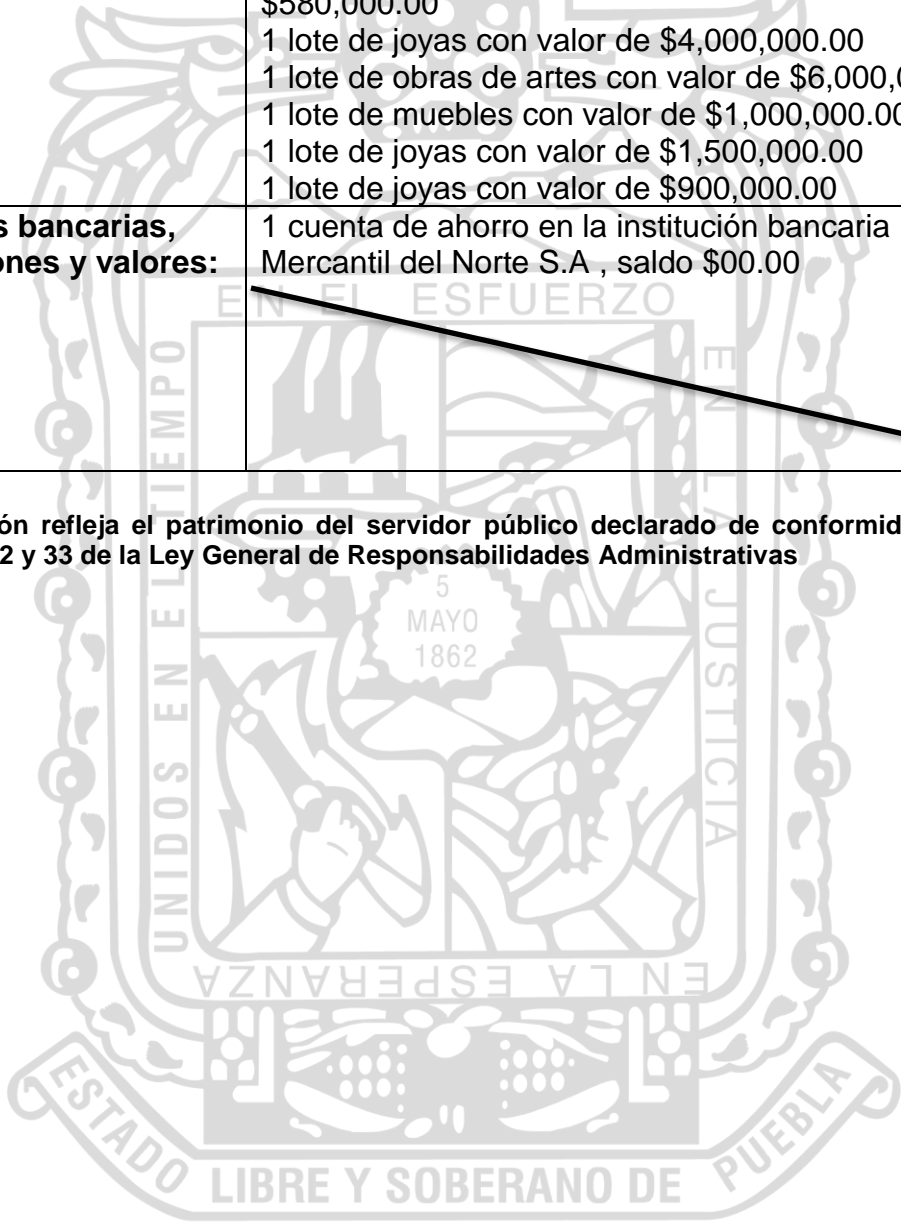 $580,000.00
1 lote de joyas con valor de $4,000,000.00
1 lote de obras de artes con valor de $6,000,0
1 lote de muebles con valor de $1,000,000.00
1 lote de joyas con valor de $1,500,000.00
1 lote de joyas con valor de $900,000.00
s bancarias,
ones y valores:
1 cuenta de ahorro en la institución bancaria
Mercantil del Norte S.A , saldo $00.00
ón refleja el patrimonio del servidor público declarado de conformid
2 y 33 de la Ley General de Responsabilidades Administrativas
UNIDOS EN EL TIEMPO
EN EL ESFUERZO
EN LA JUSTICIA
EN LA ESPERANZA
5
MAYO
1862
ESTADO LIBRE Y SOBERANO DE PUEBLA